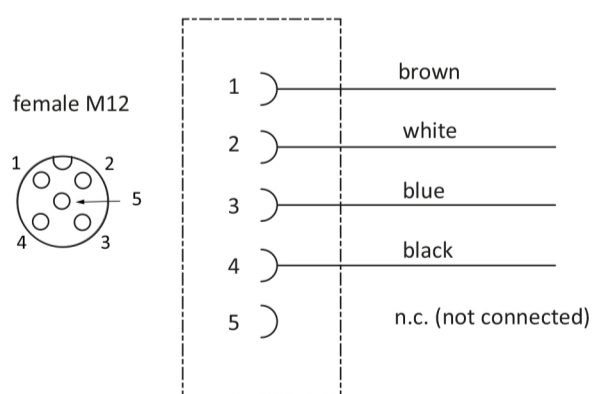 female M12
1 2
5
4 3
1 brown
2 white
3 blue
4 black
5 n.c. (not connected)